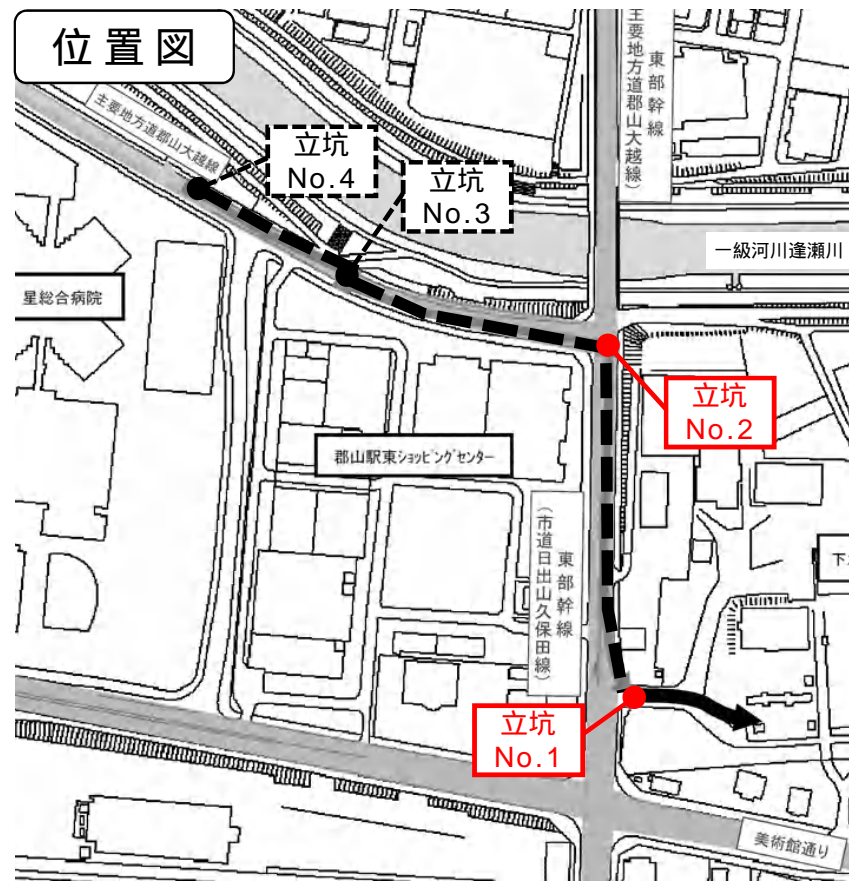 位置図
主要地方道郡山大越線
立坑
No.4
立坑
No.3
東部幹線
主要地方道郡山大越線)
一級河川逢瀬川
星総合病院
立坑
No.2
郡山駅東ショッピングセンター
東部幹線
(市道日出山久保田線)
下
立坑
No.1
美術館通り